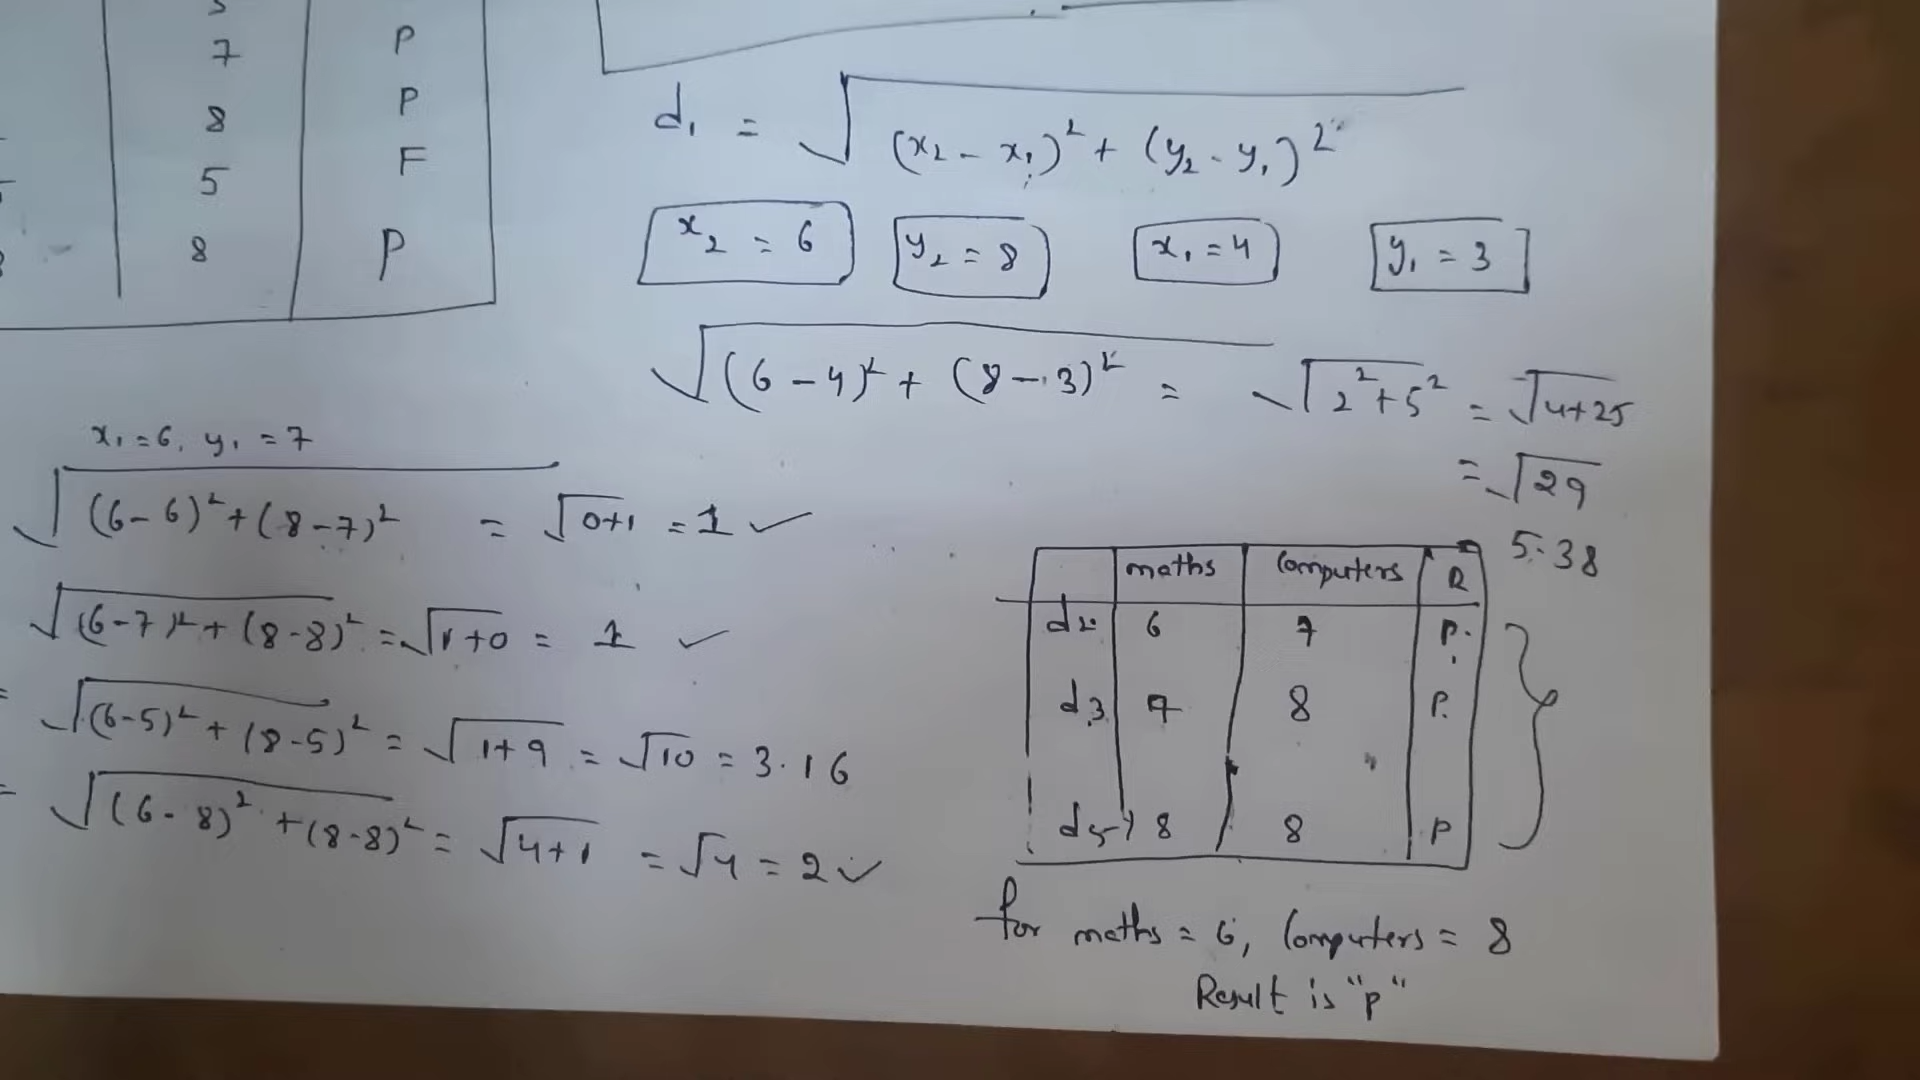 7 P
8 P
5 F
8 P
d₁ = √(x₂ - x₁)² + (y₂ - y₁)²
x₂ = 6 y₂ = 8 x₁ = 4 y₁ = 3
√(6 - 4)² + (8 - 3)² = √2² + 5² = √4+25
= √29
5.38
x₁ = 6, y₁ = 7
√(6-6)² + (8-7)² = √0+1 = 1 ✓
√(6-7)² + (8-8)² = √1+0 = 1 ✓
= √(6-5)² + (8-5)² = √1+9 = √10 = 3.16
= √(6-8)² + (8-8)² = √4+1 = √4 = 2 ✓
maths Computers R
d₂ 6 7 P.
d3 7 8 P.
d5 → 8 8 P
for maths = 6, Computers = 8
Result is "p"